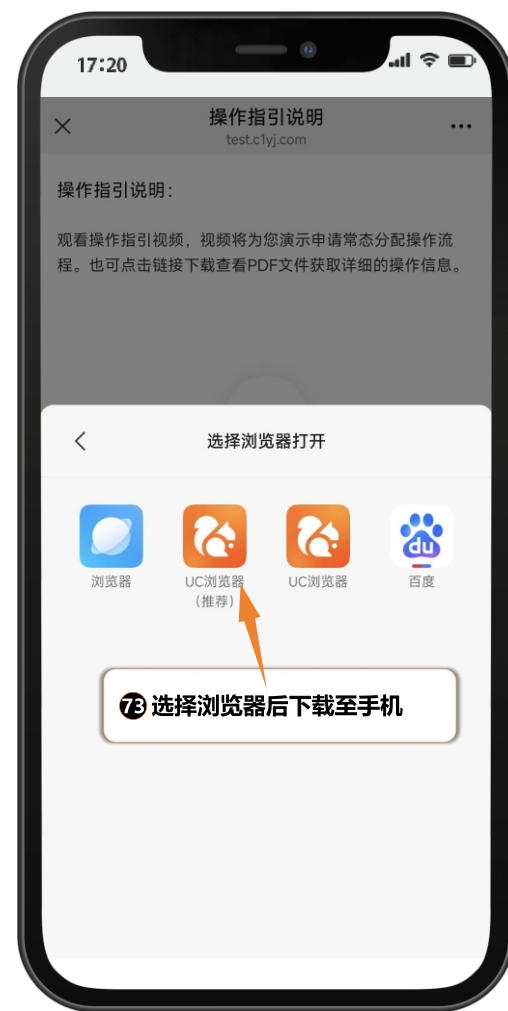 17:20
操作指引说明
test.c1yj.com
操作指引说明：
观看操作指引视频，视频将为您演示申请常态分配操作流
程。也可点击链接下载查看PDF文件获取详细的操作信息。
选择浏览器打开
du
浏览器 UC浏览器 UC浏览器 百度
（推荐）
73 选择浏览器后下载至手机